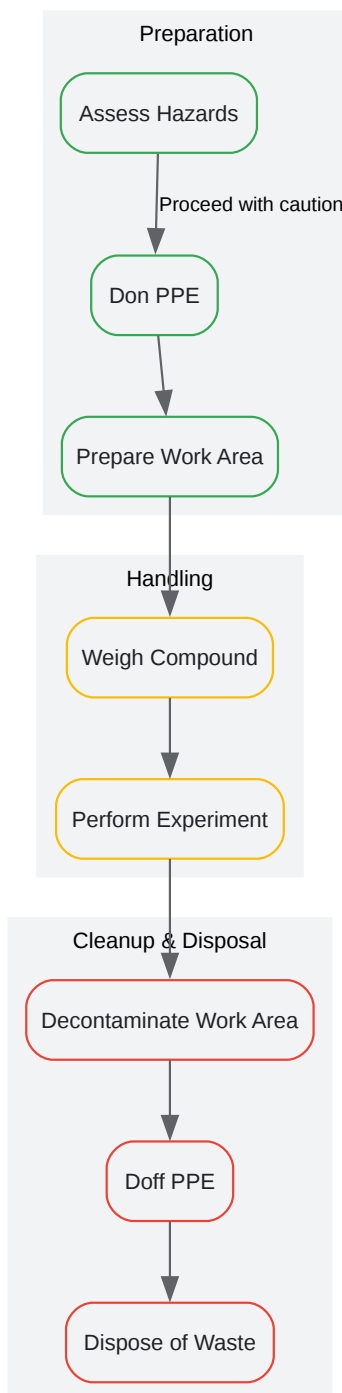 Preparation
Assess Hazards
Proceed with caution
Don PPE
Prepare Work Area
Handling
Weigh Compound
Perform Experiment
Cleanup & Disposal
Decontaminate Work Area
Doff PPE
Dispose of Waste